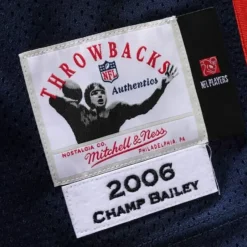 THROWBACKS
NFL
Authentics
NOSTALGIA CO.
Mitchell & Ness
PHILADELPHIA PA.
NFL PLAYERS
2006
CHAMP BAILEY